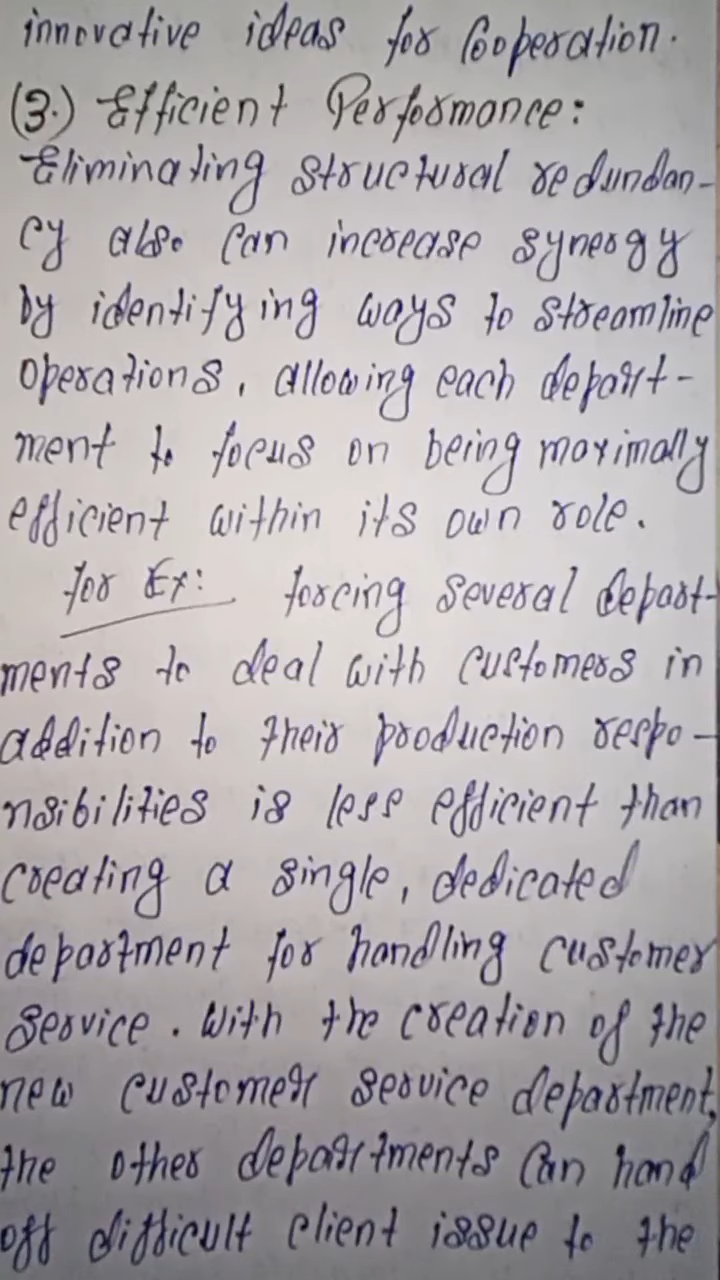 innovative ideas for Cooperation.
(3.) Efficient Performance:
Eliminating structural redundan-
cy also can increase synergy
by identifying ways to streamline
operations, allowing each depart-
ment to focus on being maximally
efficient within its own role.
for Ex: forcing several depart-
ments to deal with customers in
addition to their production respo-
nsibilities is less efficient than
creating a single, dedicated
department for handling customer
service. With the creation of the
new customer service department,
the other departments can hand
off difficult client issue to the